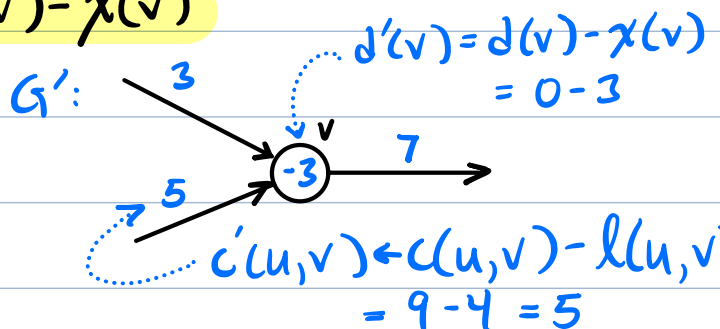 v)-χ(v)
d'(v) = d(v)-χ(v)
= 0-3
G':
3
v
-3
7
5
c'(u,v)←c(u,v)-l(u,v
= 9-4 = 5